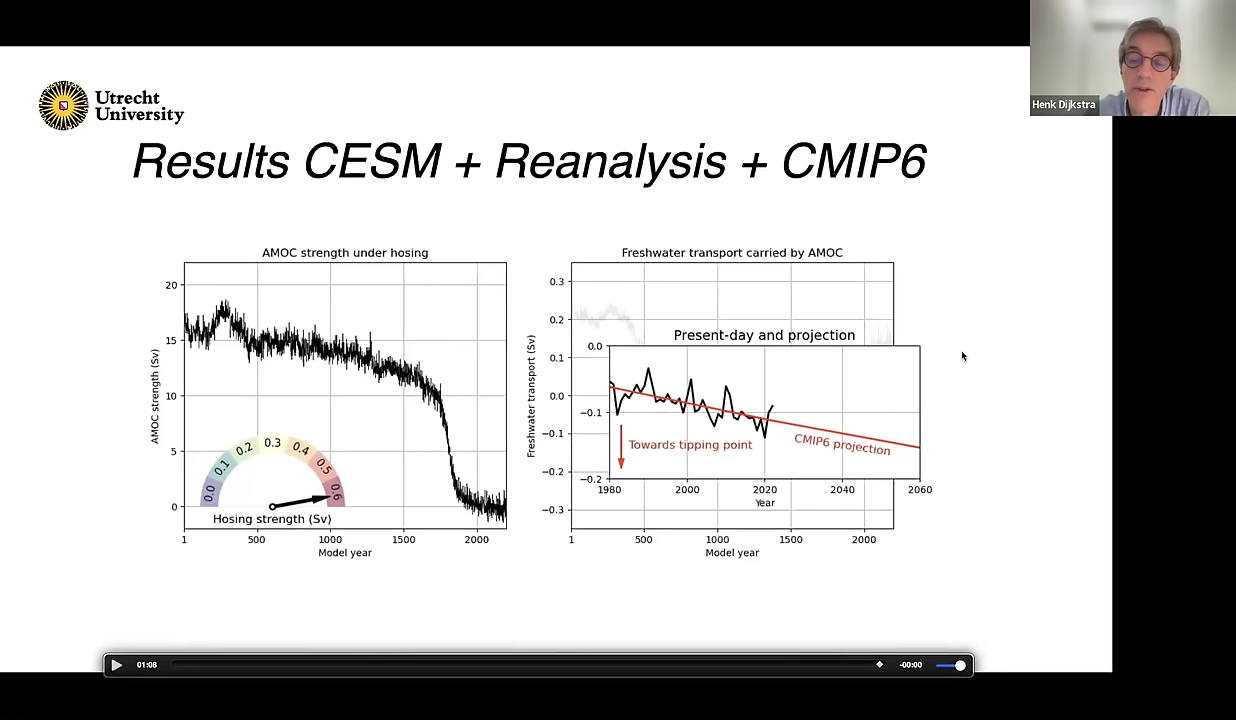 Henk Dijkstra
Utrecht
University
Results CESM + Reanalysis + CMIP6
AMOC strength under hosing
AMOC strength (Sv)
20
15
10
5
0
0.0
0.1
0.2
0.3
0.4
0.5
0.6
Hosing strength (Sv)
1
500
1000
1500
2000
Model year
Freshwater transport carried by AMOC
Freshwater transport (Sv)
0.3
0.2
0.1
0.0
−0.1
−0.2
−0.3
Present-day and projection
0.0
−0.1
−0.2
Towards tipping point
CMIP6 projection
1980
2000
2020
2040
2060
Year
1
500
1000
1500
2000
Model year
01:08
-00:00